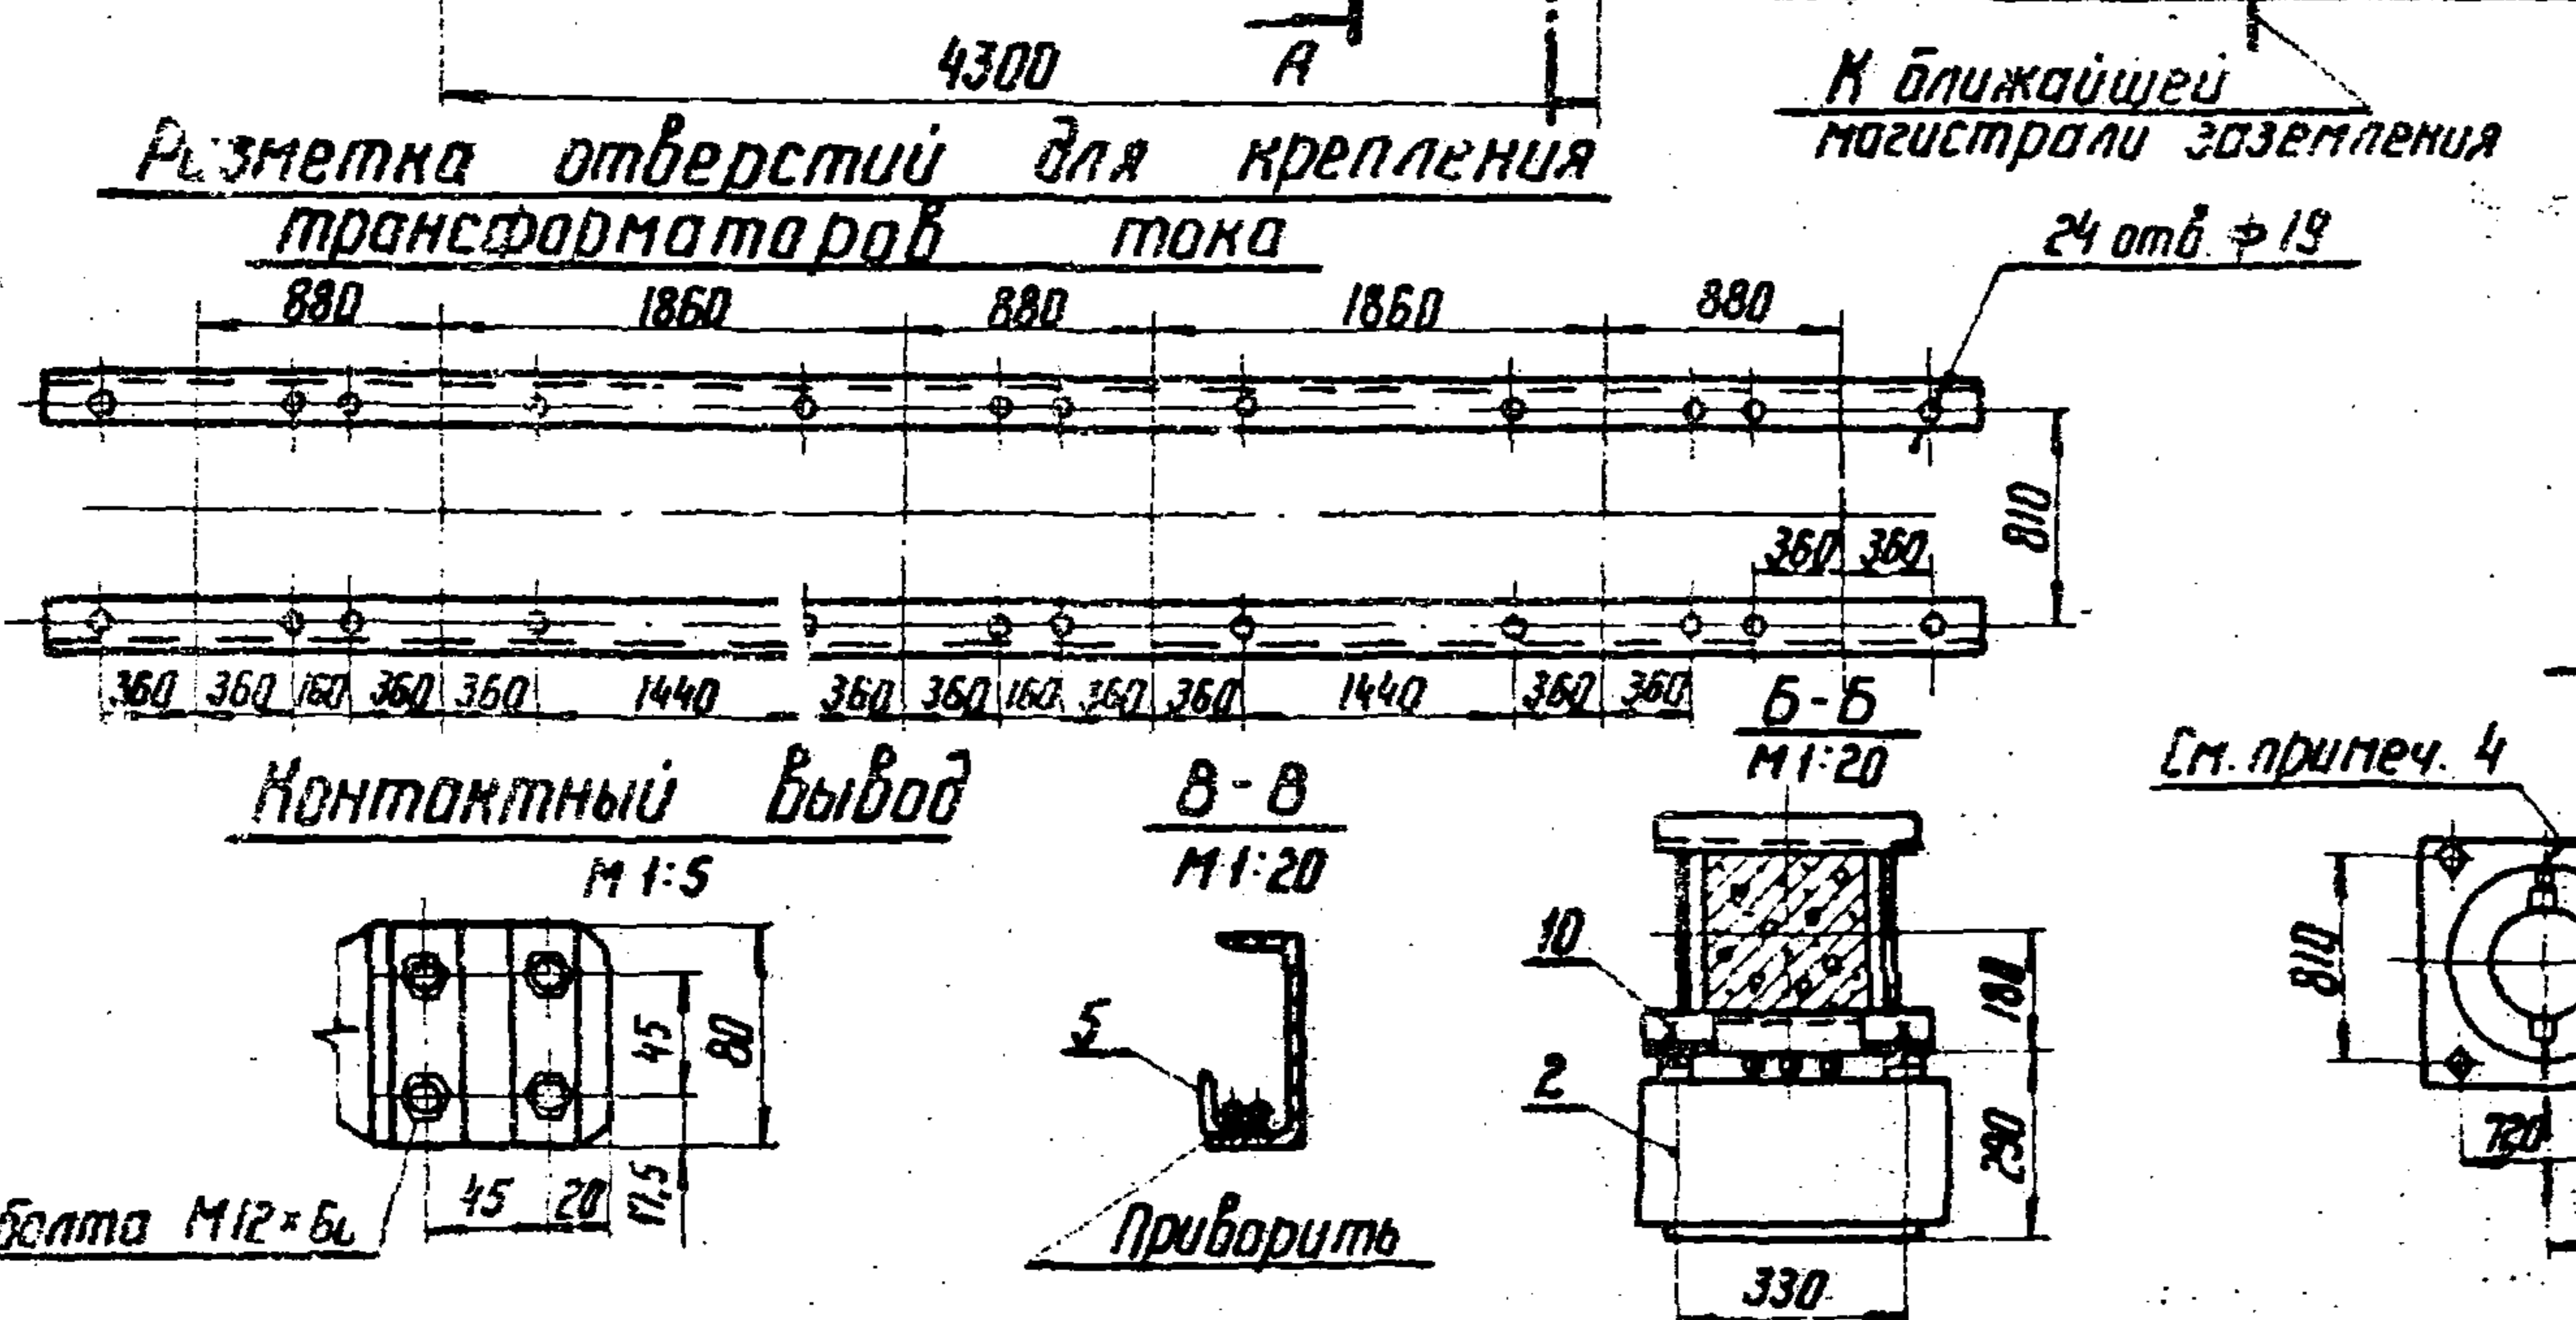 4300
А
К ближайшей
магистрали заземления
Разметка отверстий для крепления
трансформаторов тока
24 отв. ф 19
880 1860 880 1860 880
810
360 360
360 360 160 360 360 1440 360 360 160 360 360 1440 360 360
Контактный вывод
М 1:5
45 80
45 20 17,5
болта М12×
В-В
М 1:20
5
Приварить
Б-Б
М 1:20
10
2
290
330
См. примеч. 4
810
720